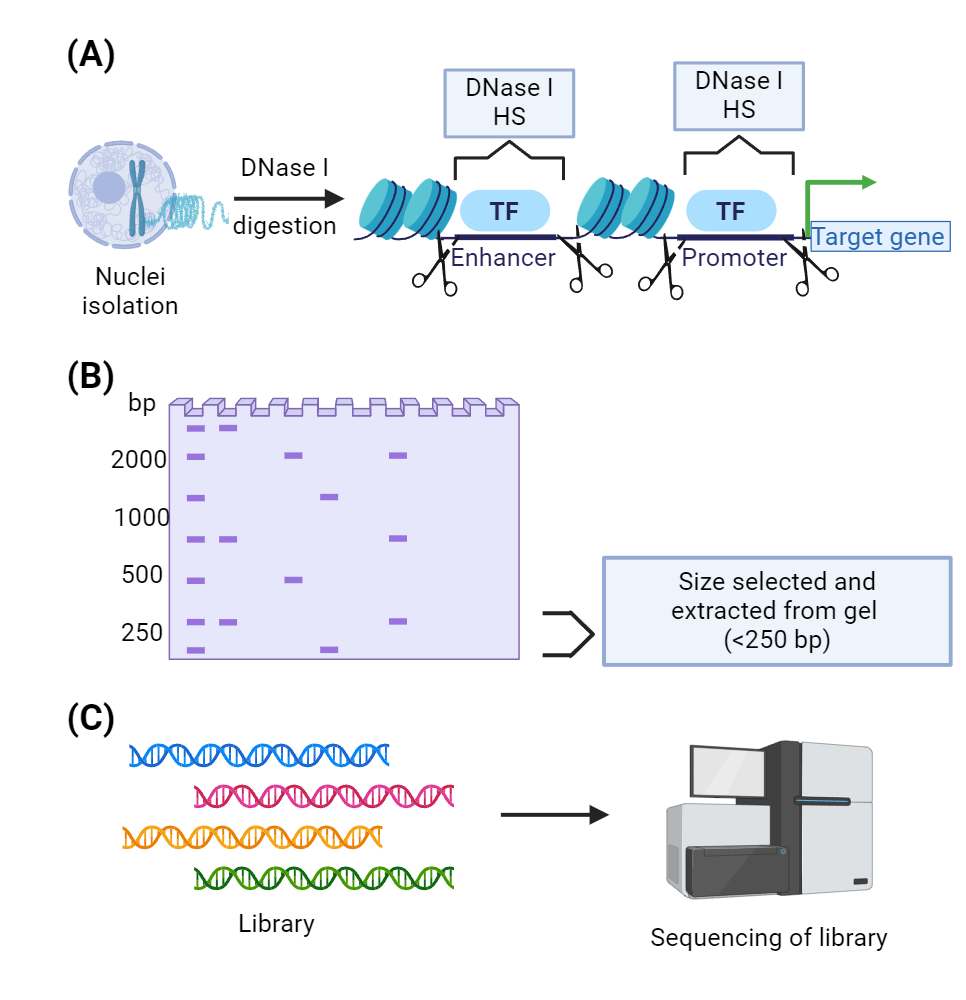 (A)
DNase I
HS
DNase I
HS
DNase I
digestion
TF
TF
Enhancer
Promoter
Target gene
Nuclei
isolation
(B)
bp
2000
1000
500
250
Size selected and
extracted from gel
(<250 bp)
(C)
Library
Sequencing of library